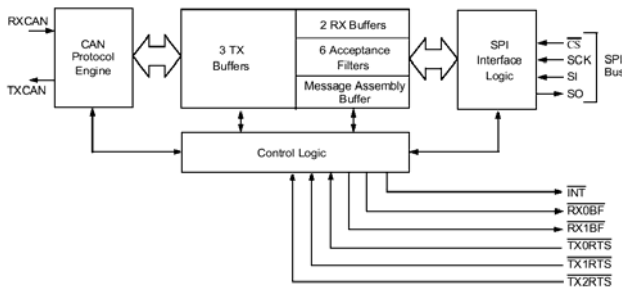 RXCAN
TXCAN
CAN
Protocol
Engine
3 TX
Buffers
2 RX Buffers
6 Acceptance
Filters
Message Assembly
Buffer
SPI
Interface
Logic
CS
SCK
SI
SO
SPI
Bus
Control Logic
INT
RX0BF
RX1BF
TX0RTS
TX1RTS
TX2RTS